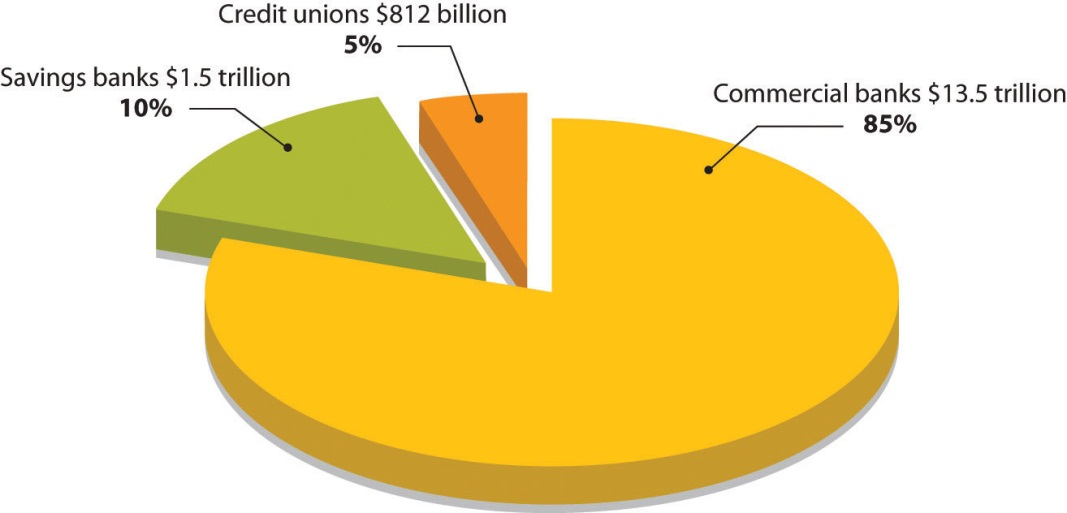 Credit unions $812 billion
5%
Savings banks $1.5 trillion
10%
Commercial banks $13.5 trillion
85%